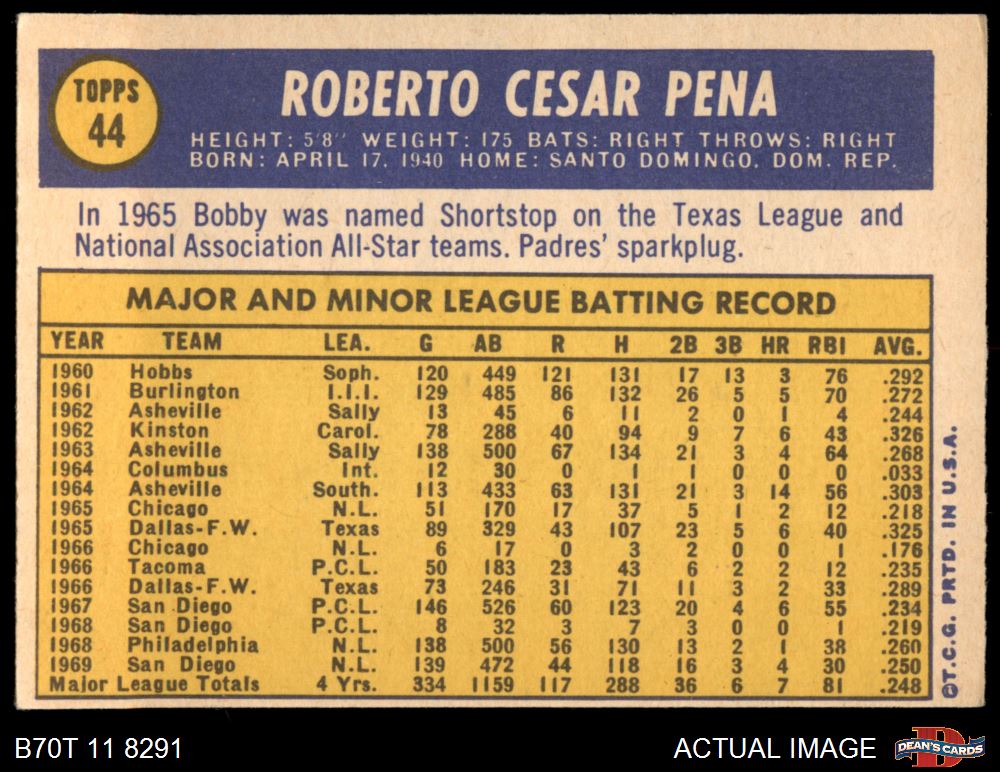 TOPPS
44
ROBERTO CESAR PENA
HEIGHT: 5'8" WEIGHT: 175 BATS: RIGHT THROWS: RIGHT
BORN: APRIL 17, 1940 HOME: SANTO DOMINGO, DOM. REP.
In 1965 Bobby was named Shortstop on the Texas League and
National Association All-Star teams. Padres' sparkplug.
MAJOR AND MINOR LEAGUE BATTING RECORD
YEAR TEAM LEA. G AB R H 2B 3B HR RBI AVG.
1960 Hobbs Soph. 120 449 121 131 17 13 3 76 .292
1961 Burlington I.I.I. 129 485 86 132 26 5 5 70 .272
1962 Asheville Sally 13 45 6 11 2 0 1 4 .244
1962 Kinston Carol. 78 288 40 94 9 7 6 43 .326
1963 Asheville Sally 138 500 67 134 21 3 4 64 .268
1964 Columbus Int. 12 30 0 1 1 0 0 0 .033
1964 Asheville South. 113 433 63 131 21 3 14 56 .303
1965 Chicago N.L. 51 170 17 37 5 1 2 12 .218
1965 Dallas-F.W. Texas 89 329 43 107 23 5 6 40 .325
1966 Chicago N.L. 6 17 0 3 2 0 0 1 .176
1966 Tacoma P.C.L. 50 183 23 43 6 2 2 12 .235
1966 Dallas-F.W. Texas 73 246 31 71 11 3 2 33 .289
1967 San Diego P.C.L. 146 526 60 123 20 4 6 55 .234
1968 San Diego P.C.L. 8 32 3 7 3 0 0 1 .219
1968 Philadelphia N.L. 138 500 56 130 13 2 1 38 .260
1969 San Diego N.L. 139 472 44 118 16 3 4 30 .250
Major League Totals 4 Yrs. 334 1159 117 288 36 6 7 81 .248
©T.C.G. PRTD. IN U.S.A.
B70T 11 8291
ACTUAL IMAGE
D
DEAN'S CARDS